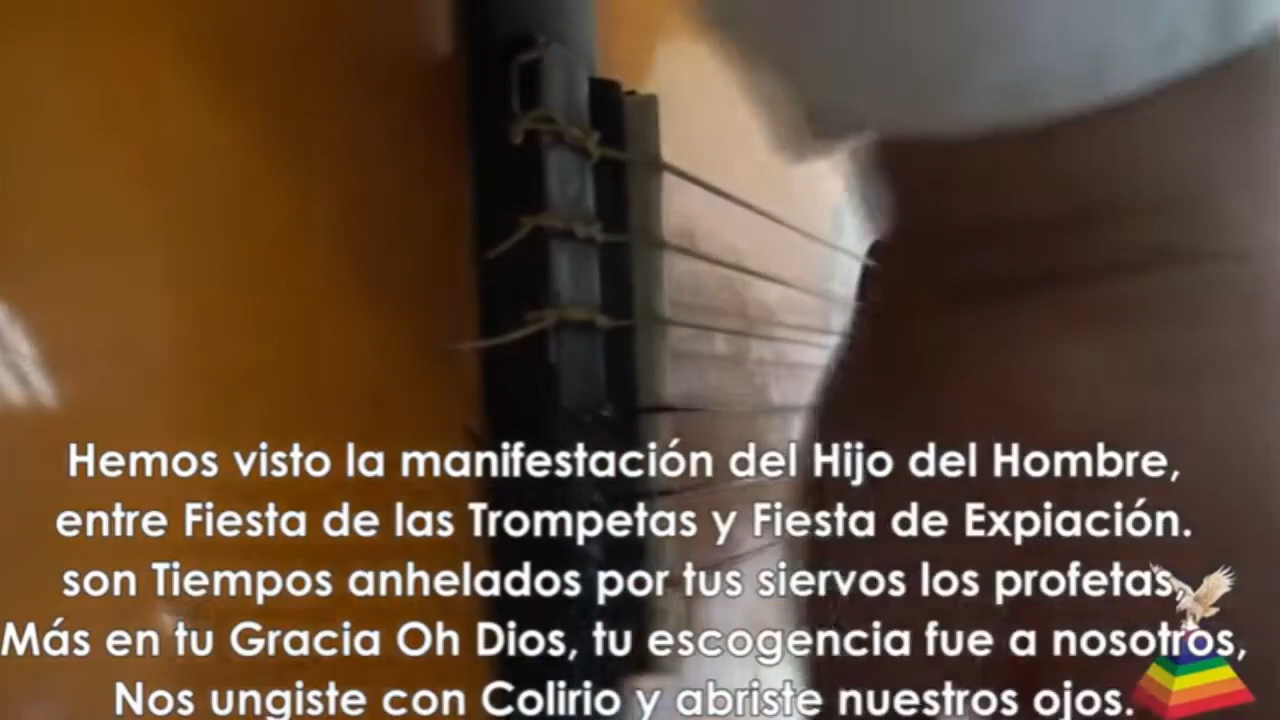 Hemos visto la manifestación del Hijo del Hombre,
entre Fiesta de las Trompetas y Fiesta de Expiación.
son Tiempos anhelados por tus siervos los profetas,
Más en tu Gracia Oh Dios, tu escogencia fue a nosotros,
Nos ungiste con Colirio y abriste nuestros ojos.